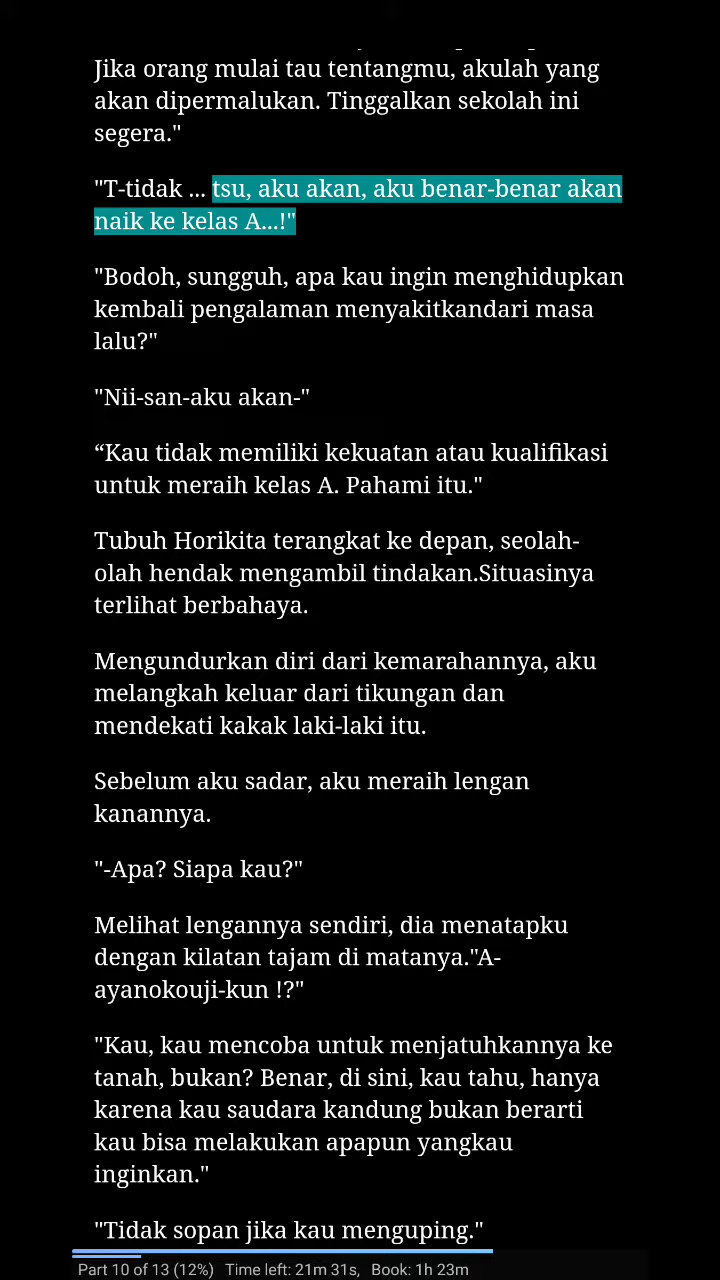 Jika orang mulai tau tentangmu, akulah yang
akan dipermalukan. Tinggalkan sekolah ini
segera."
"T-tidak ... tsu, aku akan, aku benar-benar akan
naik ke kelas A...!"
"Bodoh, sungguh, apa kau ingin menghidupkan
kembali pengalaman menyakitkandari masa
lalu?"
"Nii-san-aku akan-"
“Kau tidak memiliki kekuatan atau kualifikasi
untuk meraih kelas A. Pahami itu."
Tubuh Horikita terangkat ke depan, seolah-
olah hendak mengambil tindakan.Situasinya
terlihat berbahaya.
Mengundurkan diri dari kemarahannya, aku
melangkah keluar dari tikungan dan
mendekati kakak laki-laki itu.
Sebelum aku sadar, aku meraih lengan
kanannya.
"-Apa? Siapa kau?"
Melihat lengannya sendiri, dia menatapku
dengan kilatan tajam di matanya."A-
ayanokouji-kun !?"
"Kau, kau mencoba untuk menjatuhkannya ke
tanah, bukan? Benar, di sini, kau tahu, hanya
karena kau saudara kandung bukan berarti
kau bisa melakukan apapun yangkau
inginkan."
"Tidak sopan jika kau menguping."
Part 10 of 13 (12%) Time left: 21m 31s, Book: 1h 23m